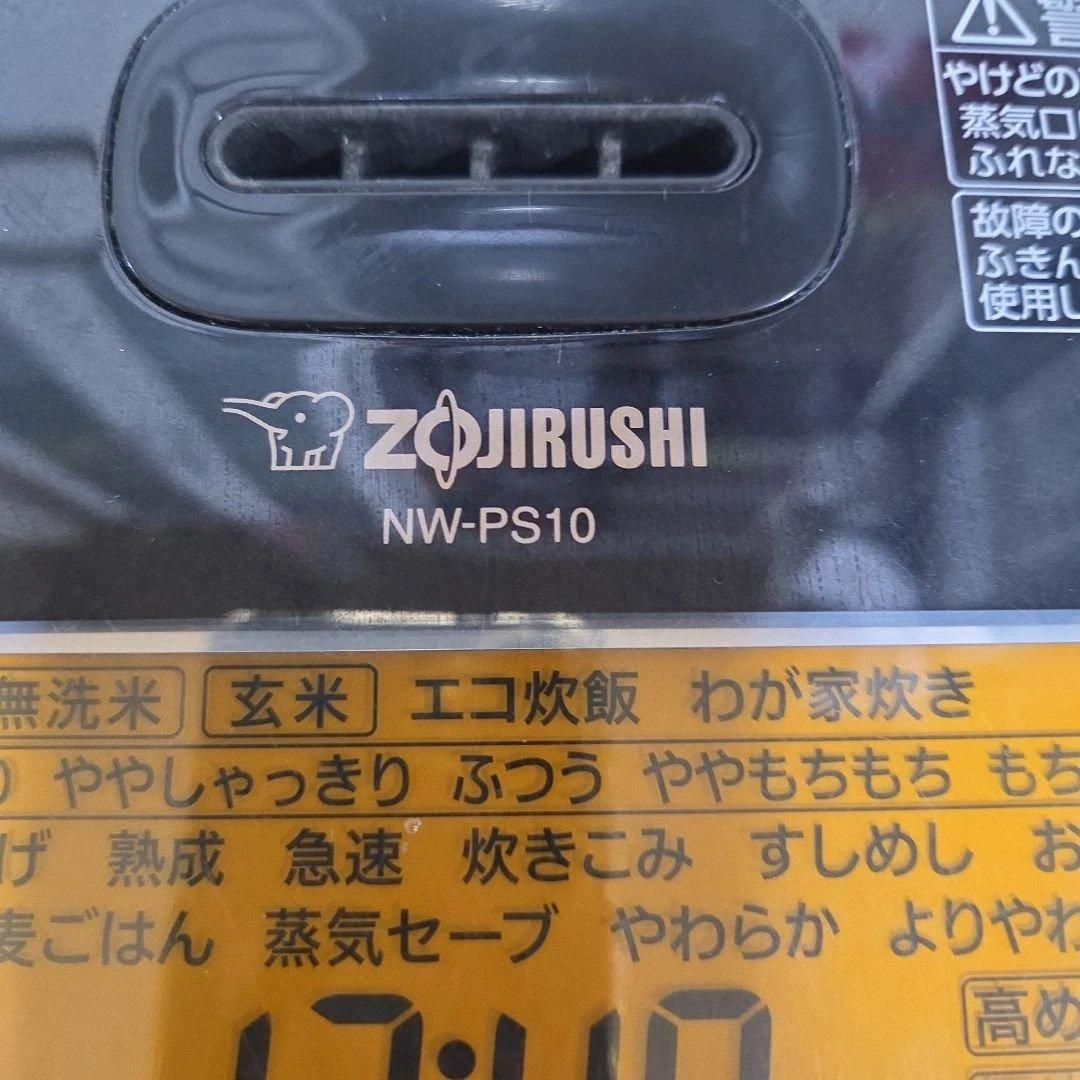 やけどの
蒸気口
ふれな
故障の
ふきん
使用し
ZOJIRUSHI
NW-PS10
無洗米 玄米 エコ炊飯 わが家炊き
ややしゃっきり ふつう ややもちもち もち
げ 熟成 急速 炊きこみ すしめし お
麦ごはん 蒸気セーブ やわらか よりやわ
高め